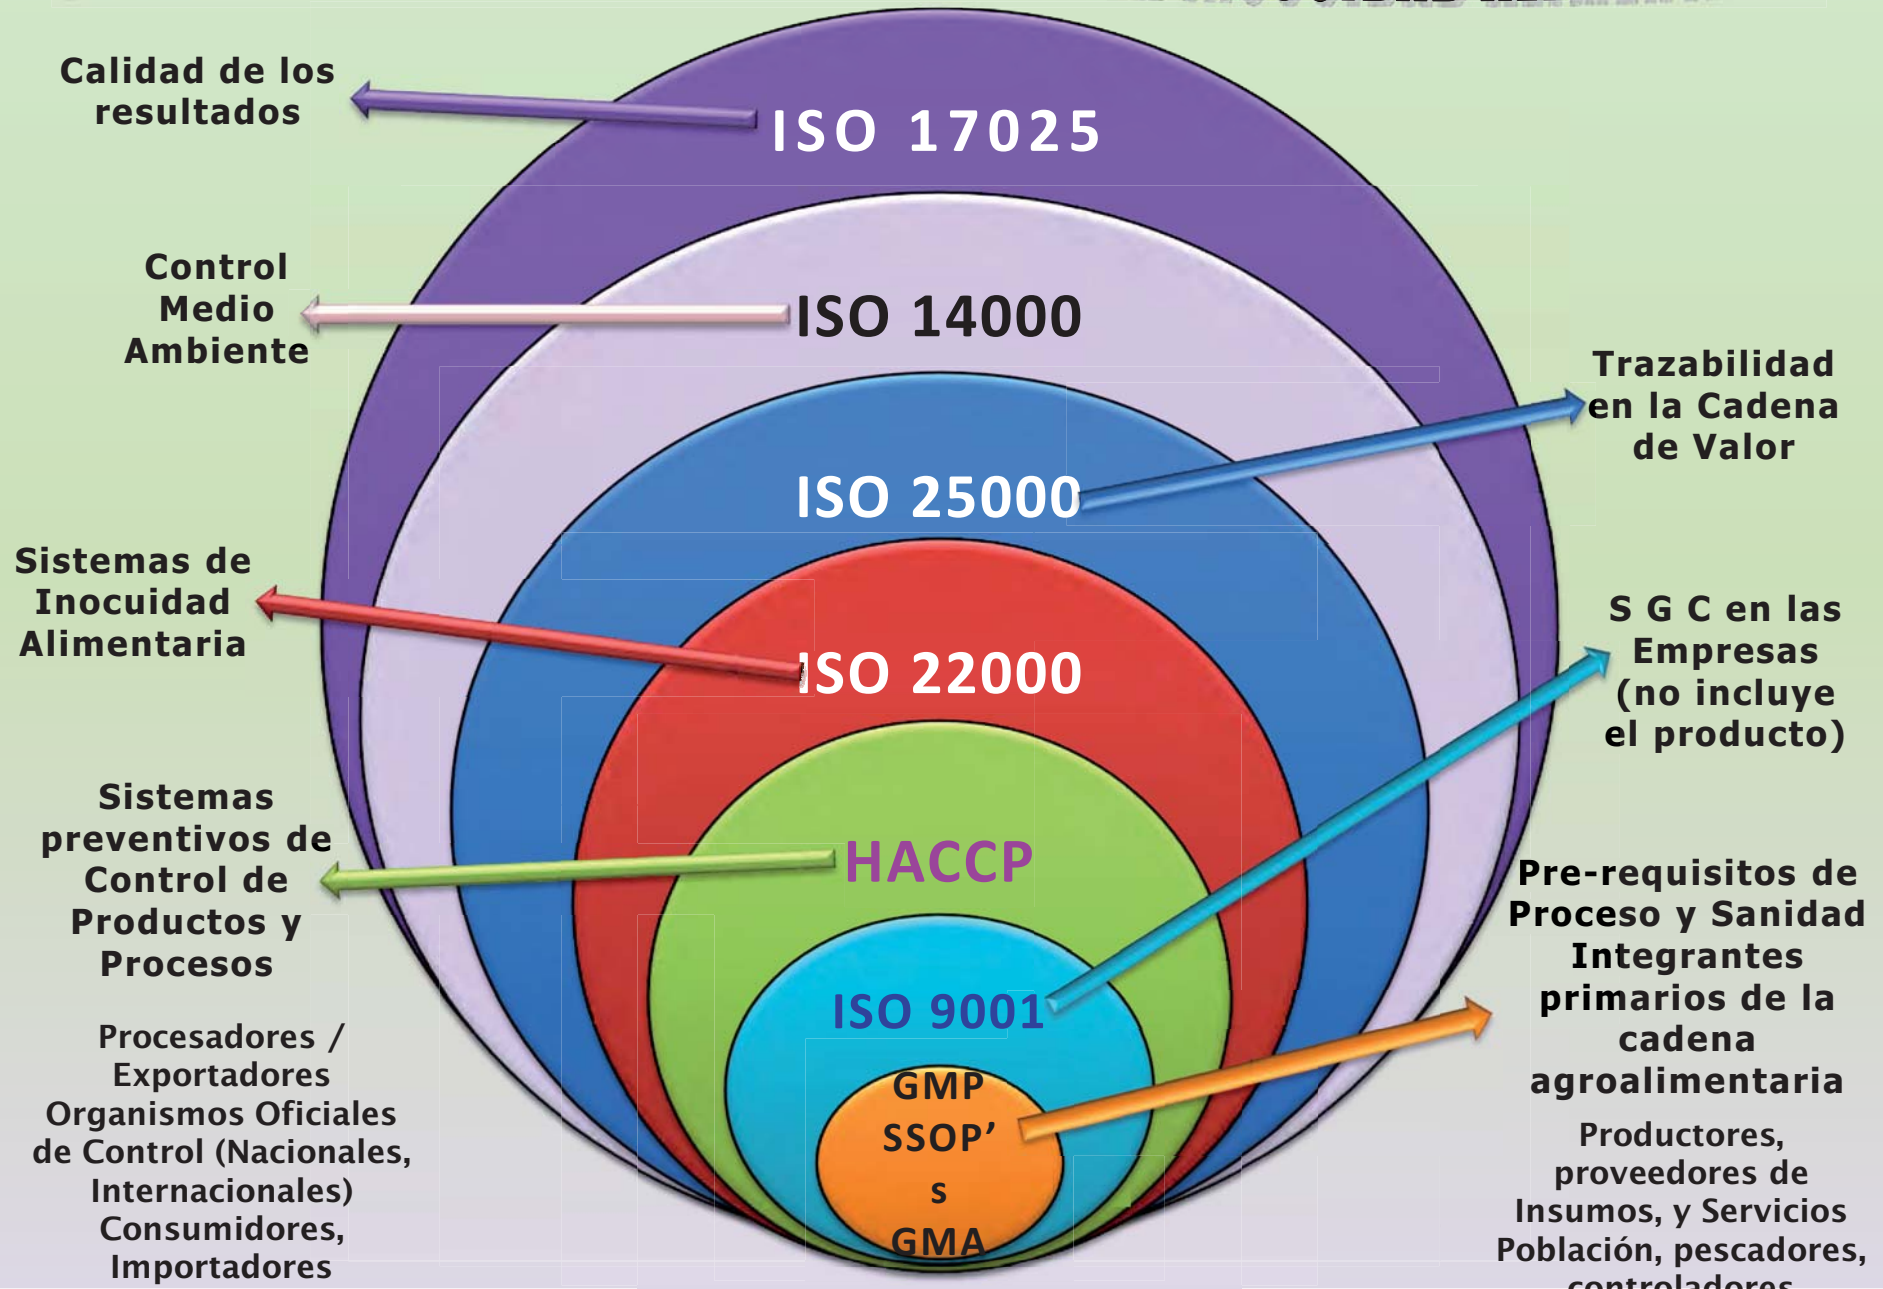 Calidad de los
resultados
ISO 17025
Control
Medio
Ambiente
ISO 14000
Trazabilidad
en la Cadena
de Valor
ISO 25000
Sistemas de
Inocuidad
Alimentaria
ISO 22000
S G C en las
Empresas
(no incluye
el producto)
Sistemas
preventivos de
Control de
Productos y
Procesos
HACCP
Pre-requisitos de
Proceso y Sanidad
Integrantes
primarios de la
cadena
agroalimentaria
ISO 9001
GMP
SSOP’
s
GMA
Procesadores /
Exportadores
Organismos Oficiales
de Control (Nacionales,
Internacionales)
Consumidores,
Importadores
Productores,
proveedores de
Insumos, y Servicios
Población, pescadores,
controladores